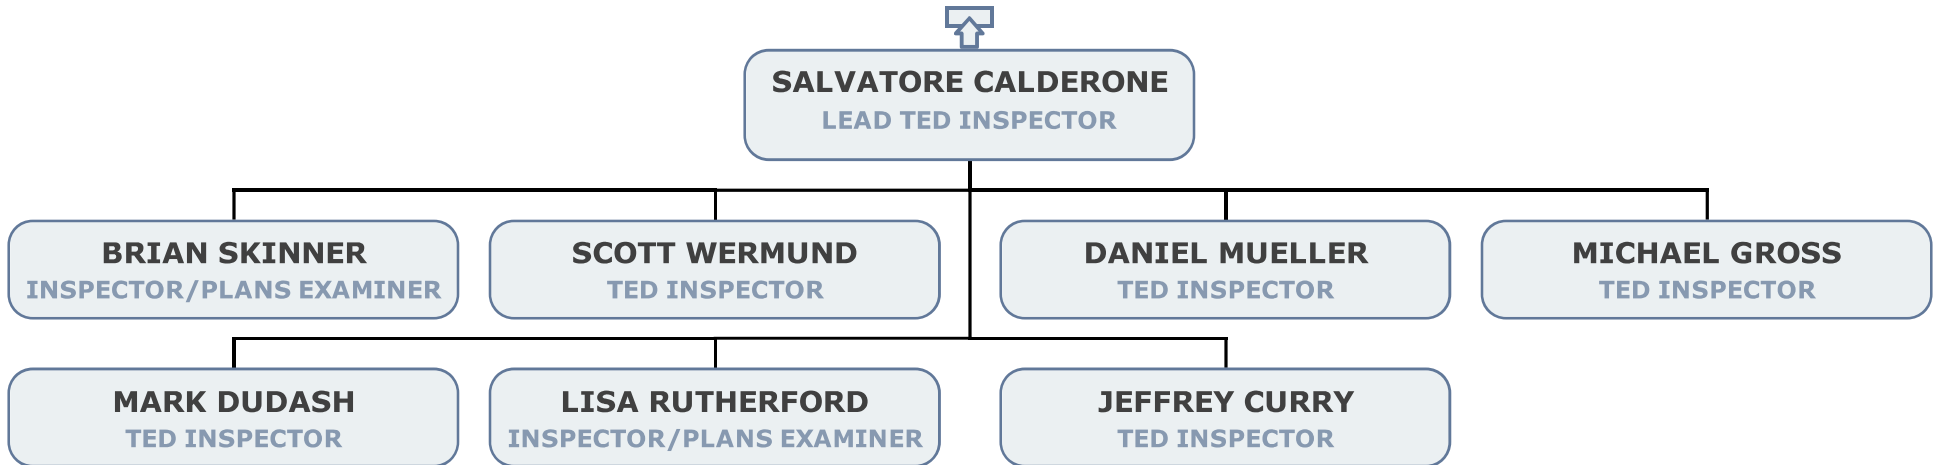 SALVATORE CALDERONE
LEAD TED INSPECTOR
BRIAN SKINNER
INSPECTOR/PLANS EXAMINER
SCOTT WERMUND
TED INSPECTOR
DANIEL MUELLER
TED INSPECTOR
MICHAEL GROSS
TED INSPECTOR
MARK DUDASH
TED INSPECTOR
LISA RUTHERFORD
INSPECTOR/PLANS EXAMINER
JEFFREY CURRY
TED INSPECTOR